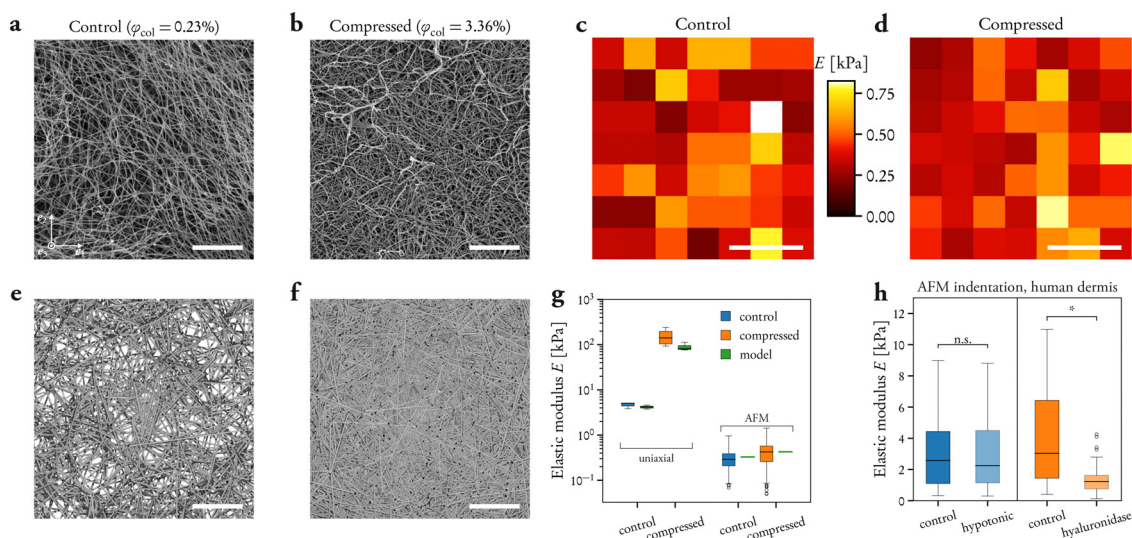 a Control (φcol = 0.23%)
b Compressed (φcol = 3.36%)
c Control
d Compressed
E [kPa]
0.75
0.50
0.25
0.00
e
f
g
Elastic modulus E [kPa]
10³
10²
10¹
10⁰
10⁻¹
control
compressed
model
AFM
uniaxial
control
compressed
control
compressed
h
AFM indentation, human dermis
Elastic modulus E [kPa]
12
10
8
6
4
2
0
n.s.
*
control
hypotonic
control
hyaluronidase